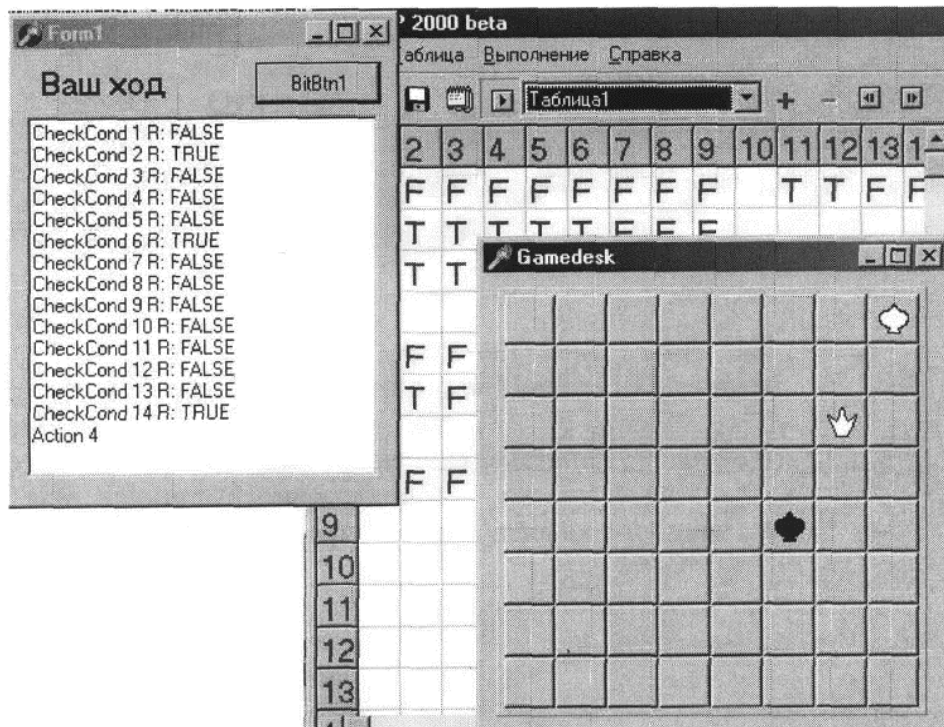 Form1
Ваш ход
BitBtn1
CheckCond 1 R: FALSE
CheckCond 2 R: TRUE
CheckCond 3 R: FALSE
CheckCond 4 R: FALSE
CheckCond 5 R: FALSE
CheckCond 6 R: TRUE
CheckCond 7 R: FALSE
CheckCond 8 R: FALSE
CheckCond 9 R: FALSE
CheckCond 10 R: FALSE
CheckCond 11 R: FALSE
CheckCond 12 R: FALSE
CheckCond 13 R: FALSE
CheckCond 14 R: TRUE
Action 4
2000 beta
аблица Выполнение Справка
Таблица1
2 3 4 5 6 7 8 9 10 11 12 13 1
F F F F F F F F T T F F
T T T T T F F F
T T
F F
T F
F F
9
10
11
12
13
Gamedesk